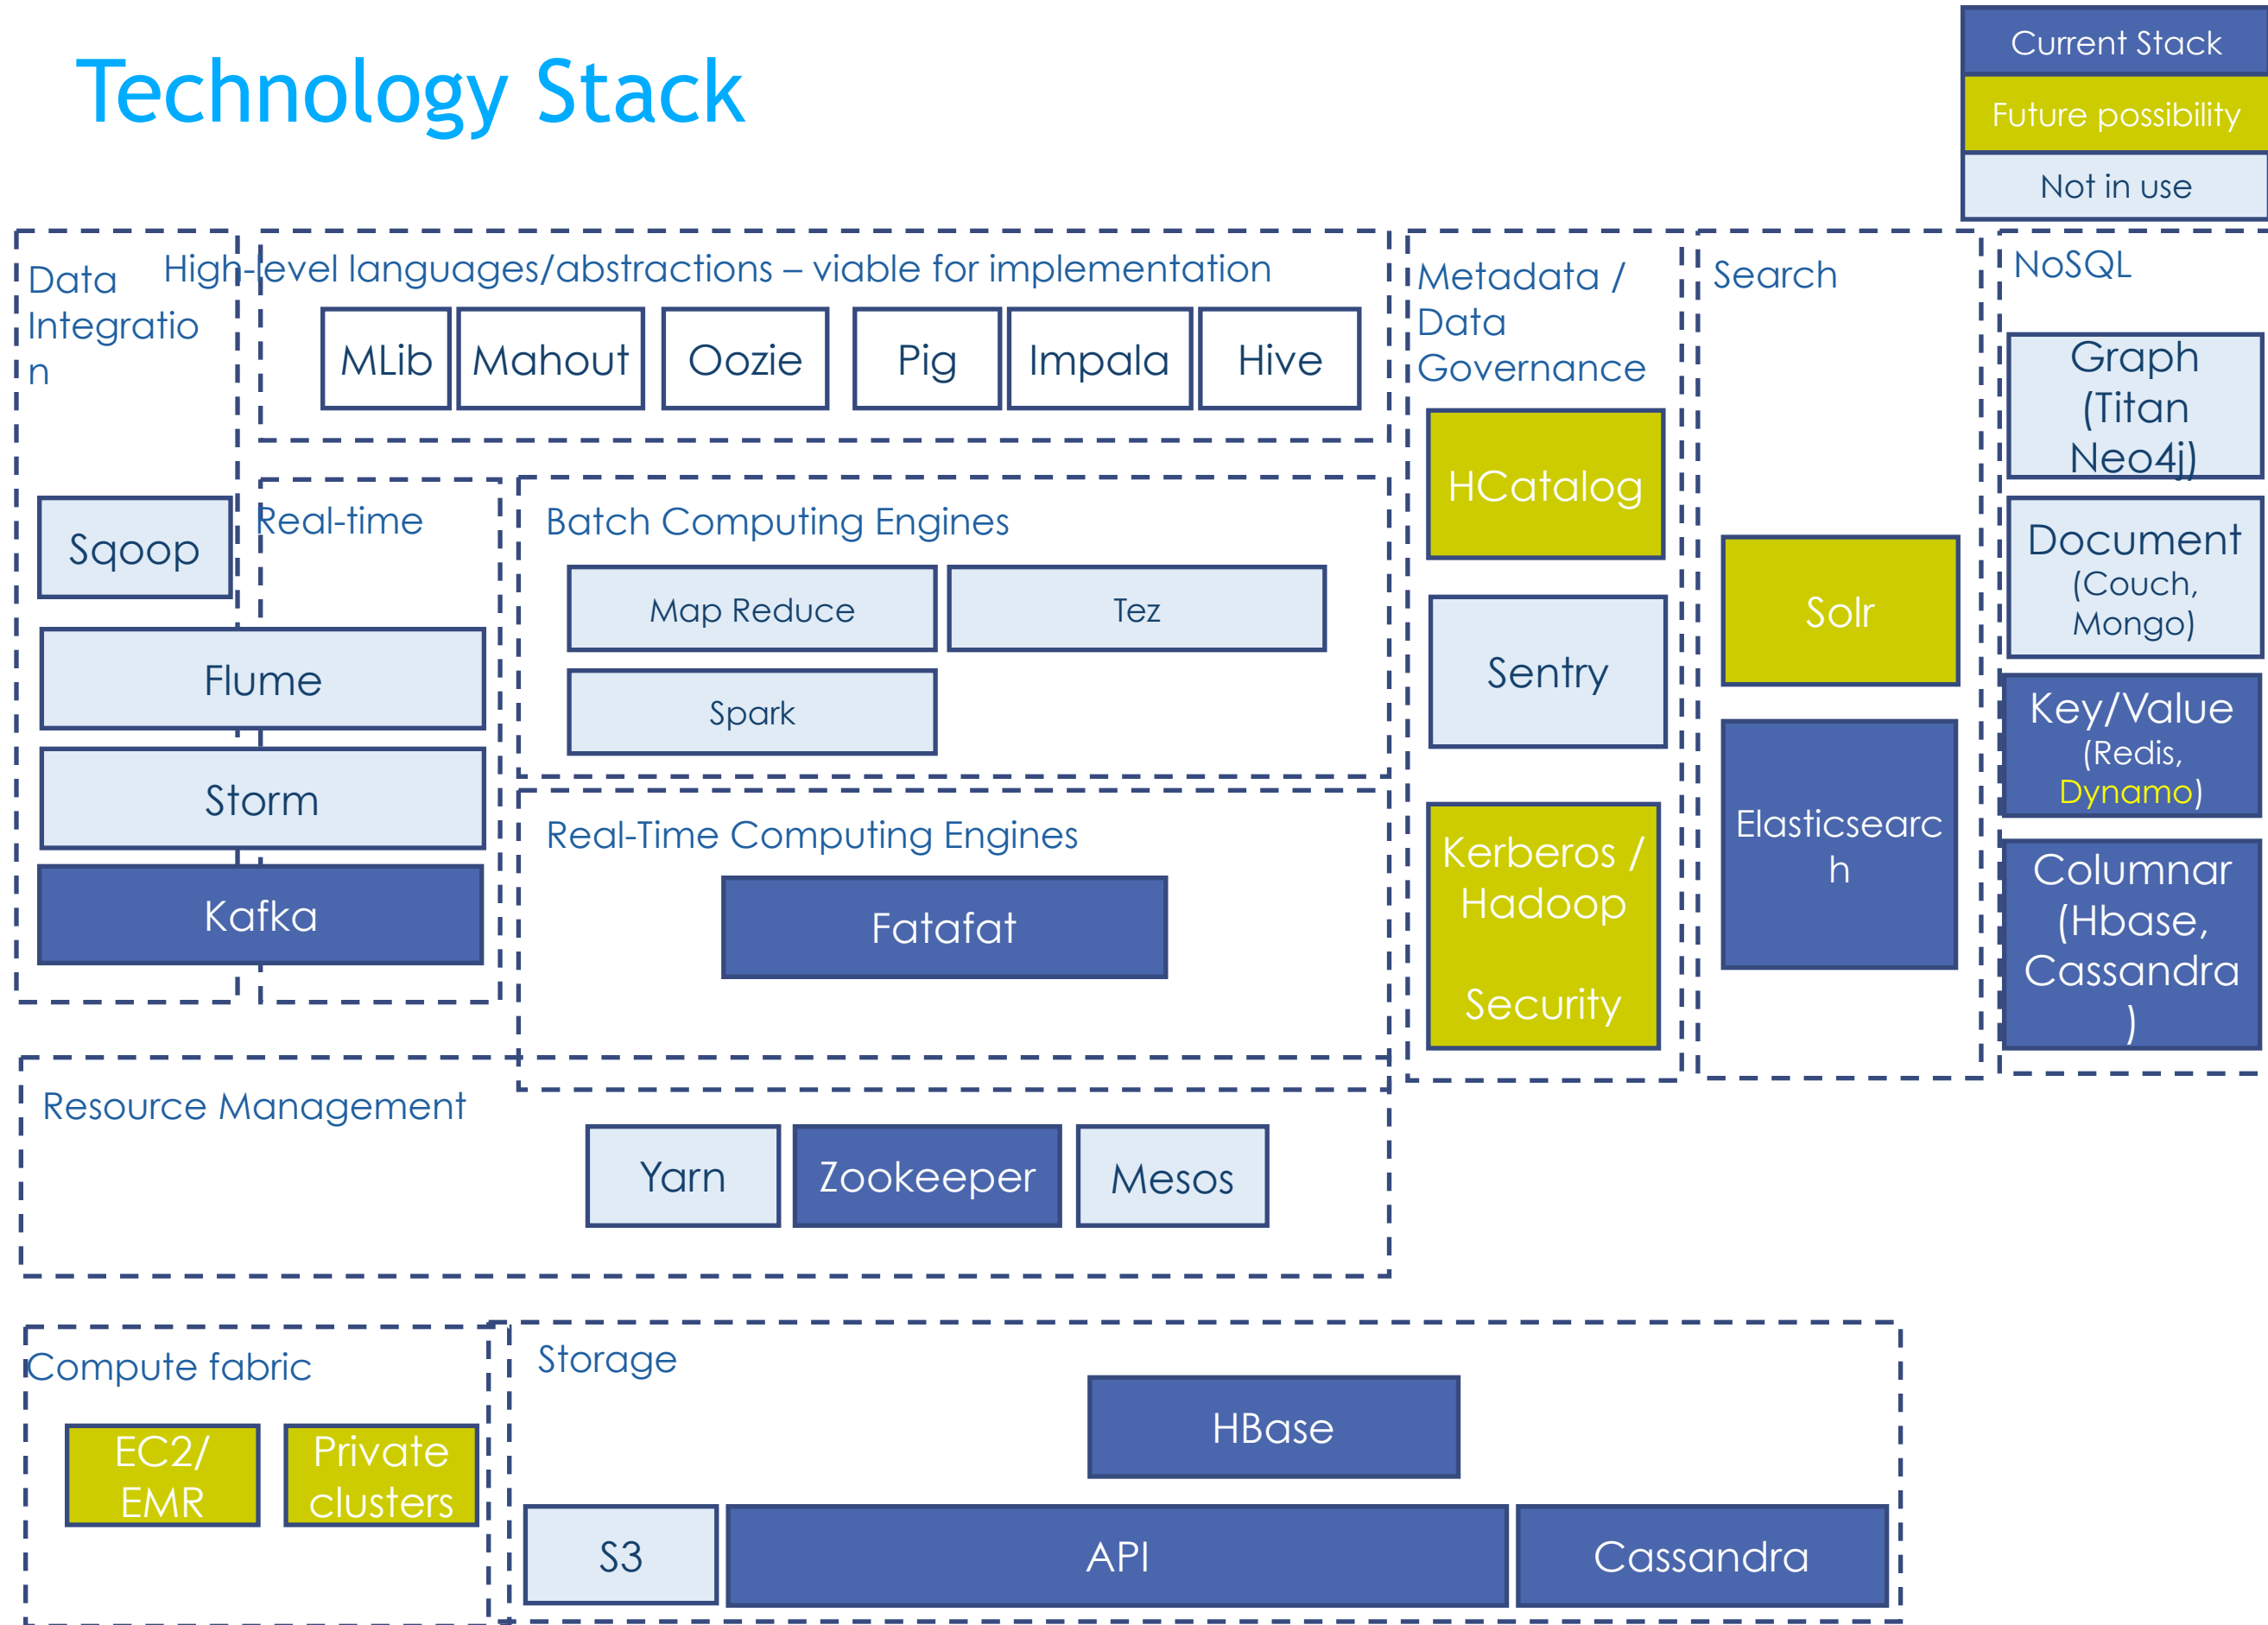 Technology Stack
Current Stack
Future possibility
Not in use
Data
Integratio
n
High-level languages/abstractions – viable for implementation
MLib
Mahout
Oozie
Pig
Impala
Hive
Metadata /
Data
Governance
Search
NoSQL
Sqoop
Real-time
Flume
Storm
Kafka
Batch Computing Engines
Map Reduce
Tez
Spark
Real-Time Computing Engines
Fatafat
HCatalog
Sentry
Kerberos /
Hadoop
Security
Solr
Elasticsearc
h
Graph
(Titan
Neo4j)
Document
(Couch,
Mongo)
Key/Value
(Redis,
Dynamo)
Columnar
(Hbase,
Cassandra
)
Resource Management
Yarn
Zookeeper
Mesos
Compute fabric
EC2/
EMR
Private
clusters
Storage
HBase
S3
API
Cassandra